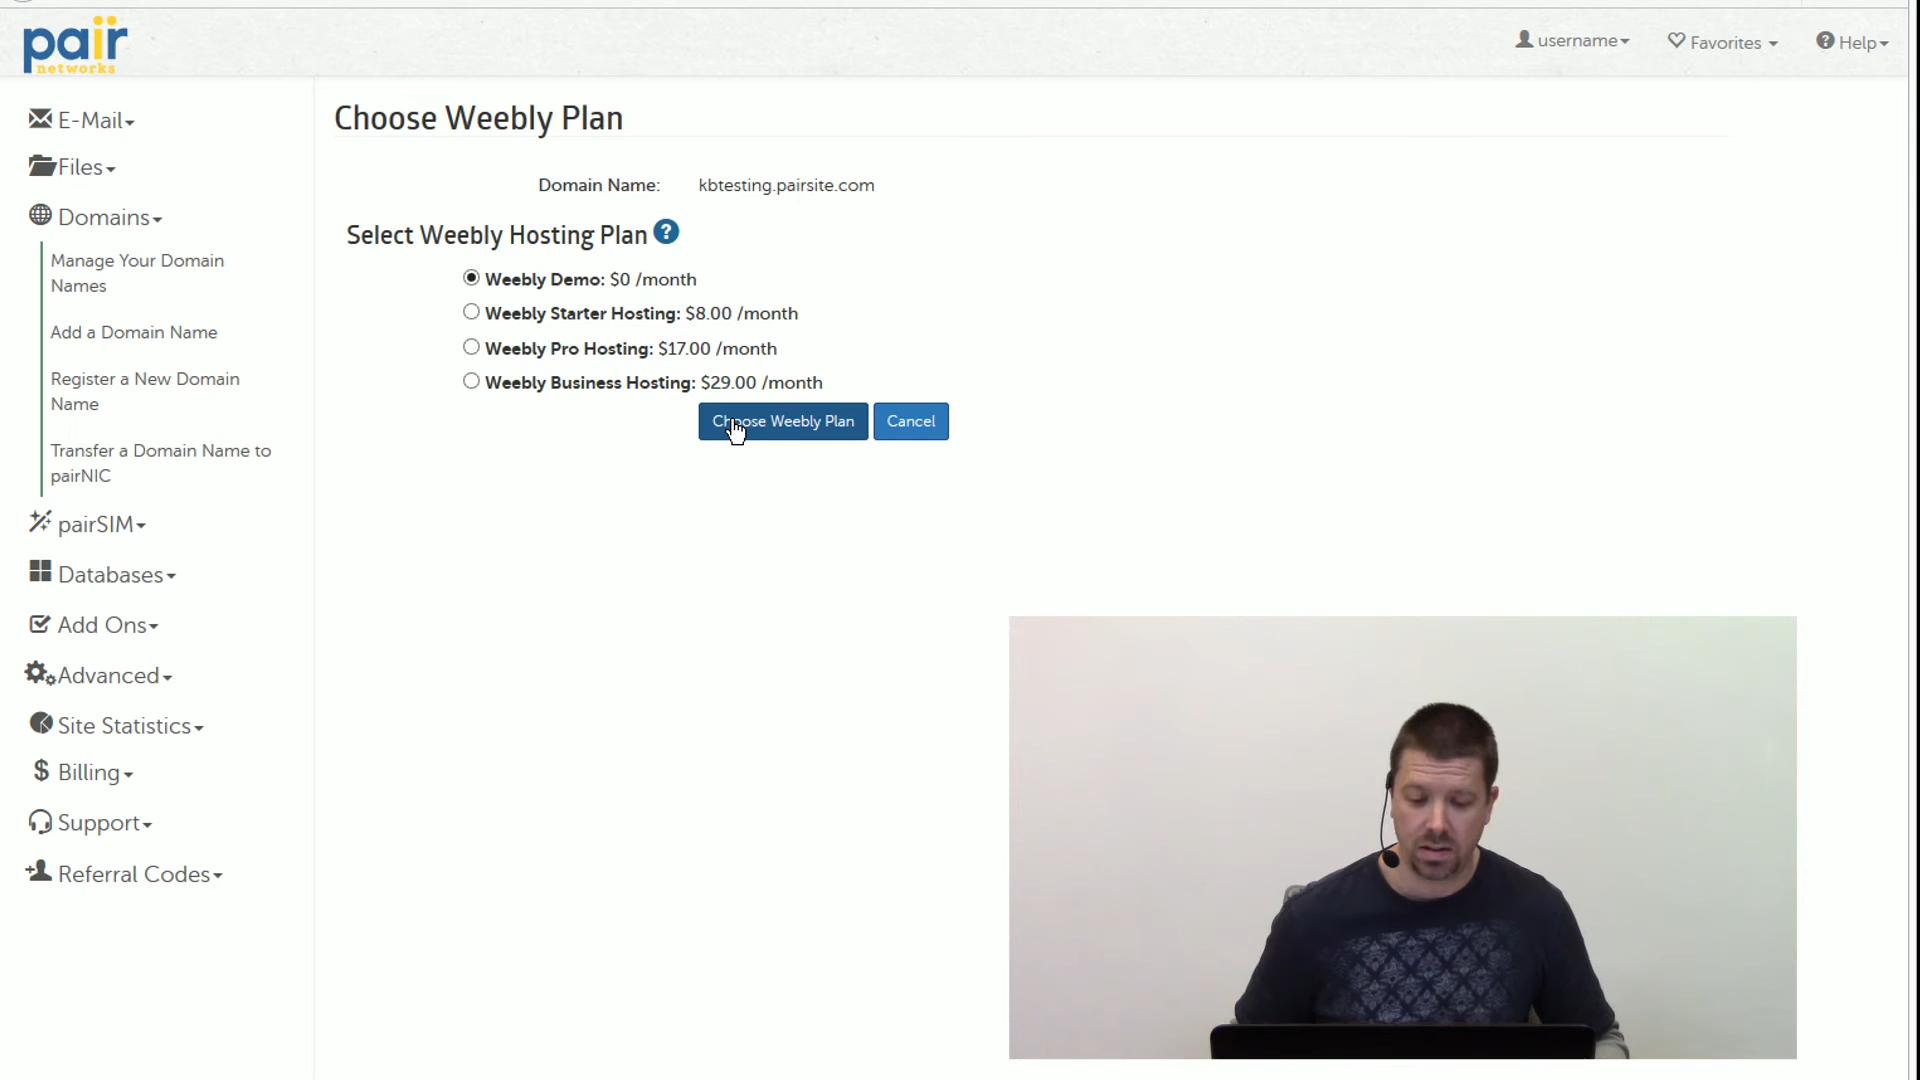 pair
networks
username
Favorites
Help
E-Mail
Files
Domains
Manage Your Domain
Names
Add a Domain Name
Register a New Domain
Name
Transfer a Domain Name to
pairNIC
pairSIM
Databases
Add Ons
Advanced
Site Statistics
Billing
Support
Referral Codes
Choose Weebly Plan
Domain Name: kbtesting.pairsite.com
Select Weebly Hosting Plan ?
Weebly Demo: $0 /month
Weebly Starter Hosting: $8.00 /month
Weebly Pro Hosting: $17.00 /month
Weebly Business Hosting: $29.00 /month
Choose Weebly Plan Cancel